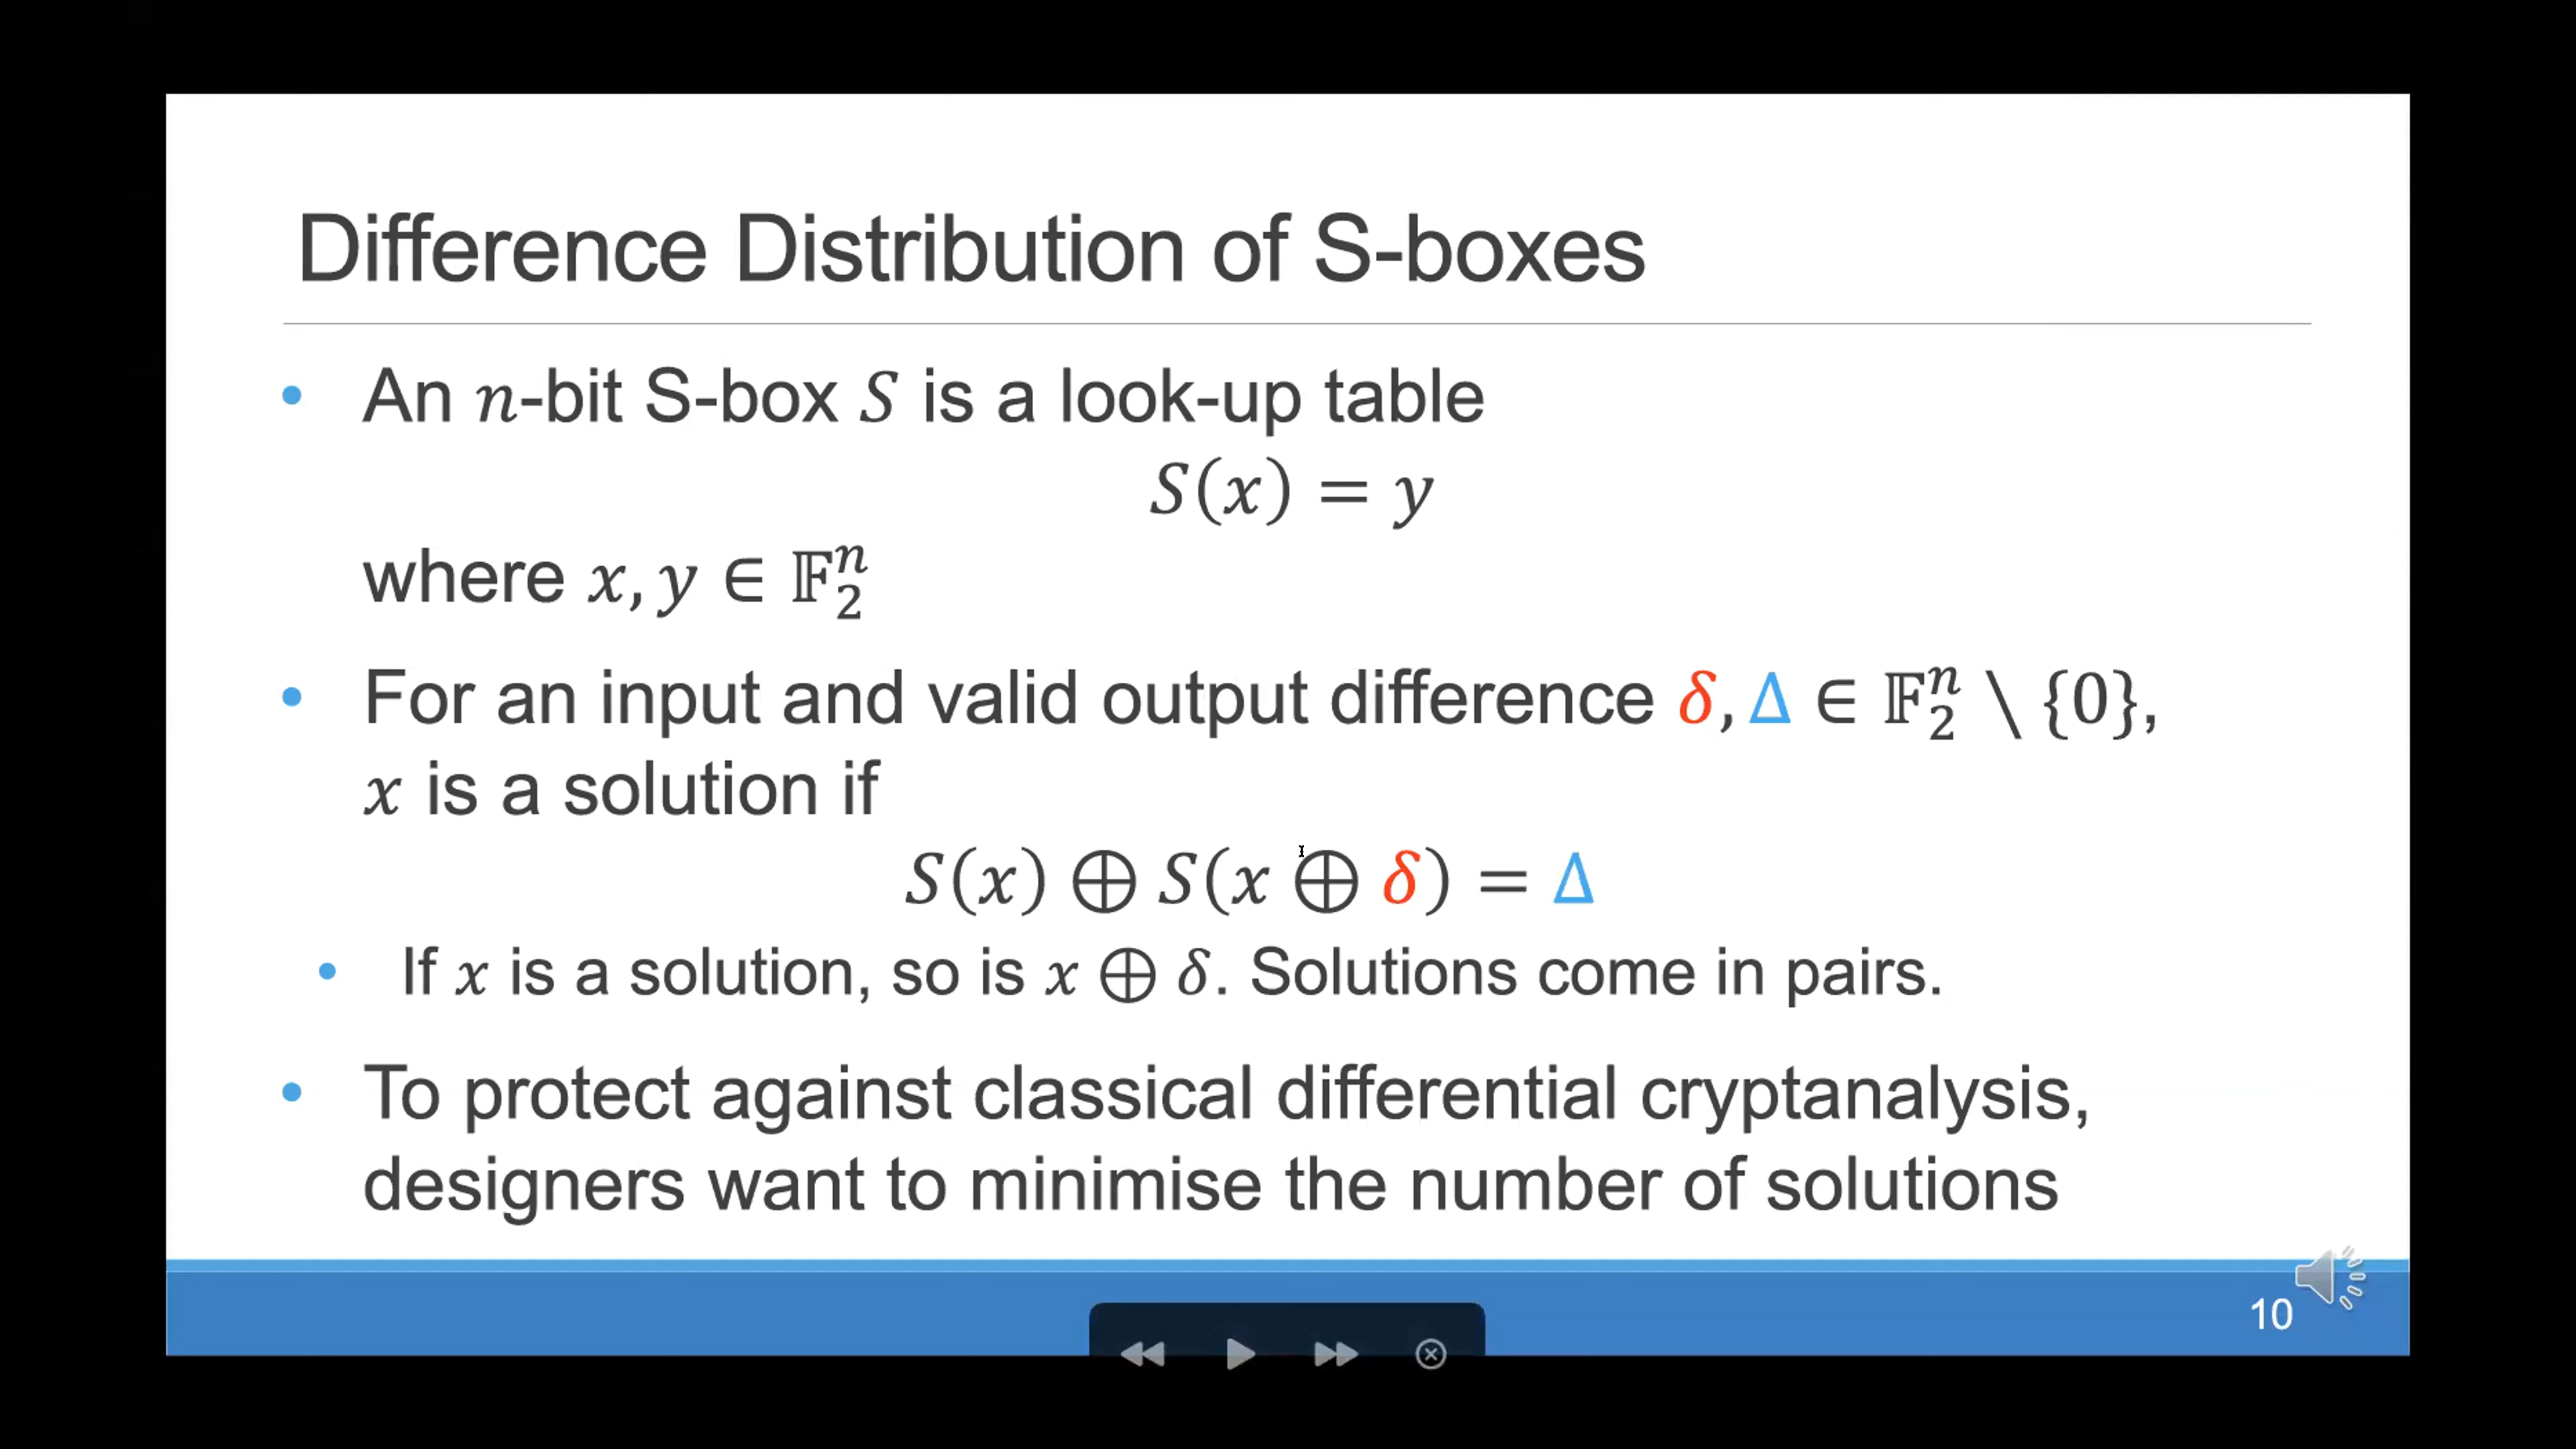 Difference Distribution of S-boxes
• An 𝑛-bit S-box 𝑆 is a look-up table
𝑆(𝑥) = 𝑦
where 𝑥, 𝑦 ∈ 𝔽₂ⁿ
• For an input and valid output difference 𝛿, Δ ∈ 𝔽₂ⁿ \ {0},
𝑥 is a solution if
𝑆(𝑥) ⊕ 𝑆(𝑥 ⊕ 𝛿) = Δ
• If 𝑥 is a solution, so is 𝑥 ⊕ 𝛿. Solutions come in pairs.
• To protect against classical differential cryptanalysis,
designers want to minimise the number of solutions
10